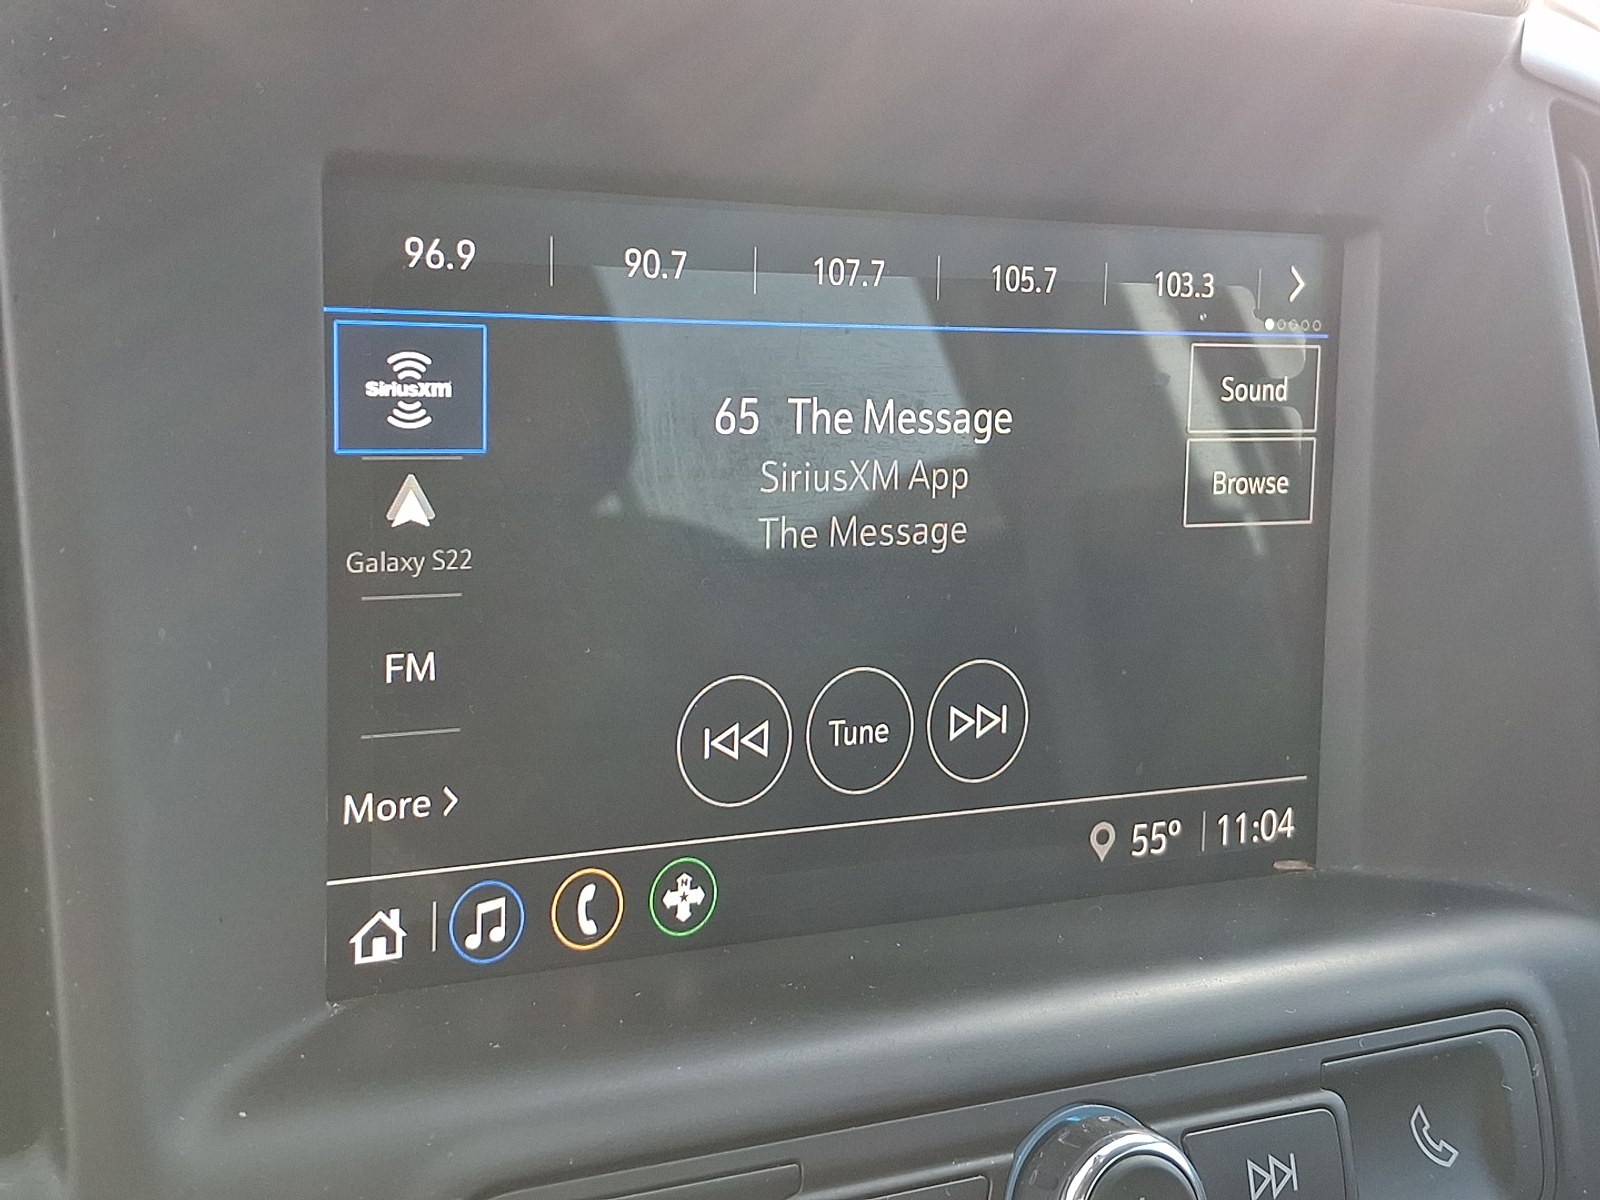 96.9 90.7 107.7 105.7 103.3
SiriusXM
Sound
65 The Message
SiriusXM App
Browse
The Message
Galaxy S22
FM
Tune
More
55º 11:04
N